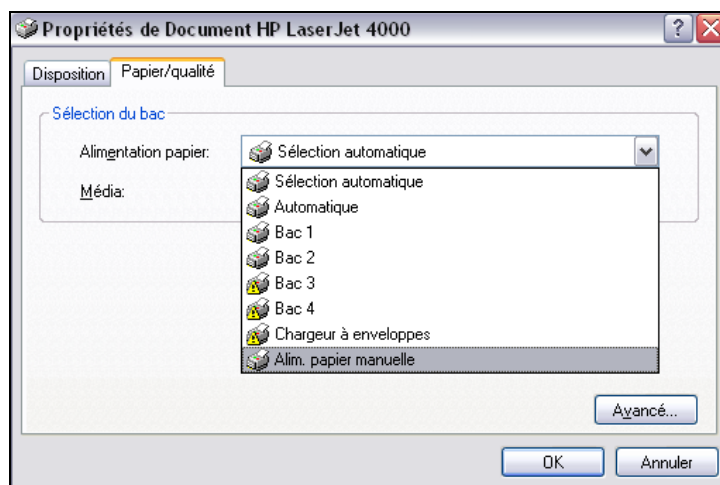 Propriétés de Document HP LaserJet 4000
Disposition Papier/qualité
Sélection du bac
Alimentation papier: Sélection automatique
Média: Sélection automatique
Automatique
Bac 1
Bac 2
Bac 3
Bac 4
Chargeur à enveloppes
Alim. papier manuelle
Avancé...
OK Annuler